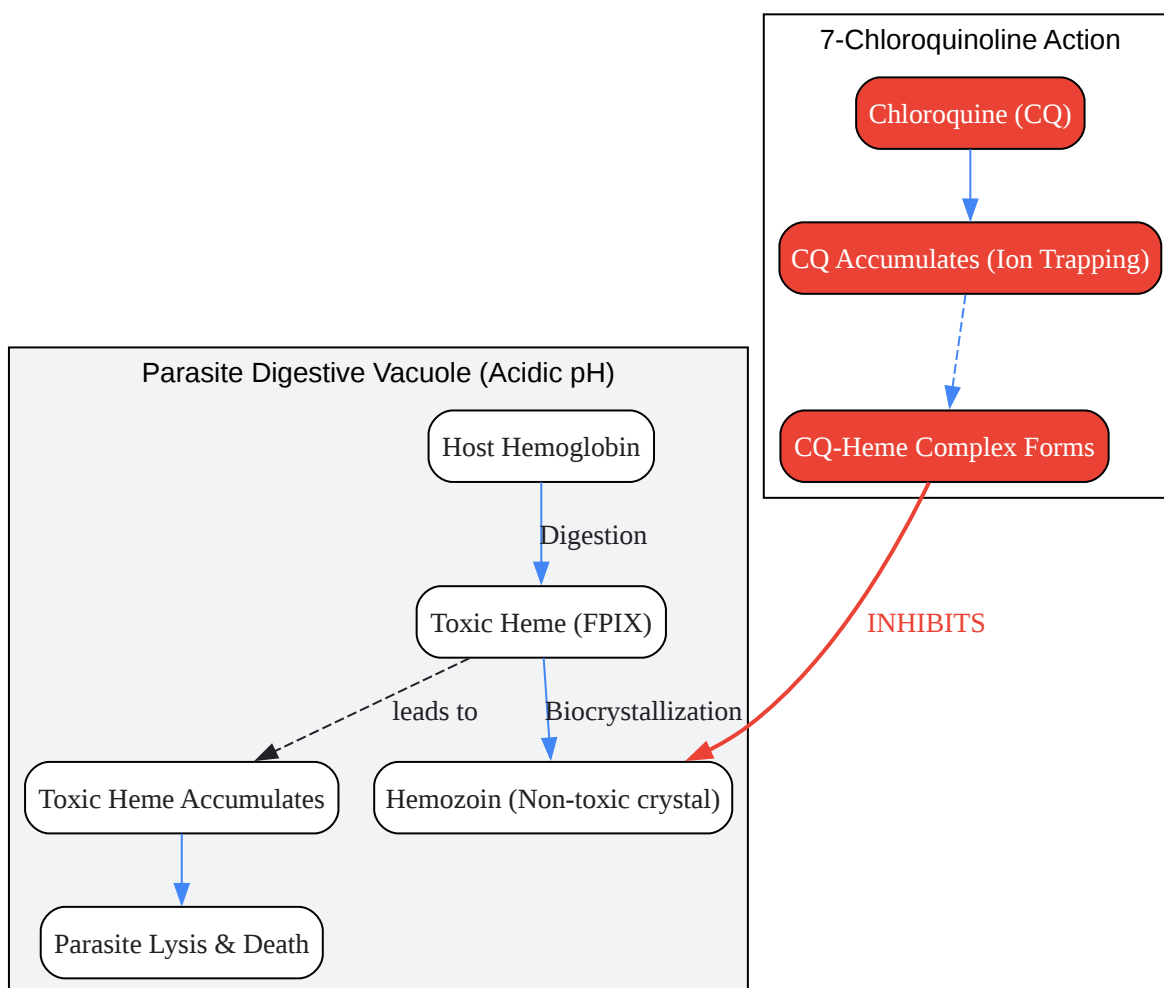 7-Chloroquinoline Action
Chloroquine (CQ)
CQ Accumulates (Ion Trapping)
CQ-Heme Complex Forms
INHIBITS
Parasite Digestive Vacuole (Acidic pH)
Host Hemoglobin
Digestion
Toxic Heme (FPIX)
leads to
Biocrystallization
Toxic Heme Accumulates
Hemozoin (Non-toxic crystal)
Parasite Lysis & Death